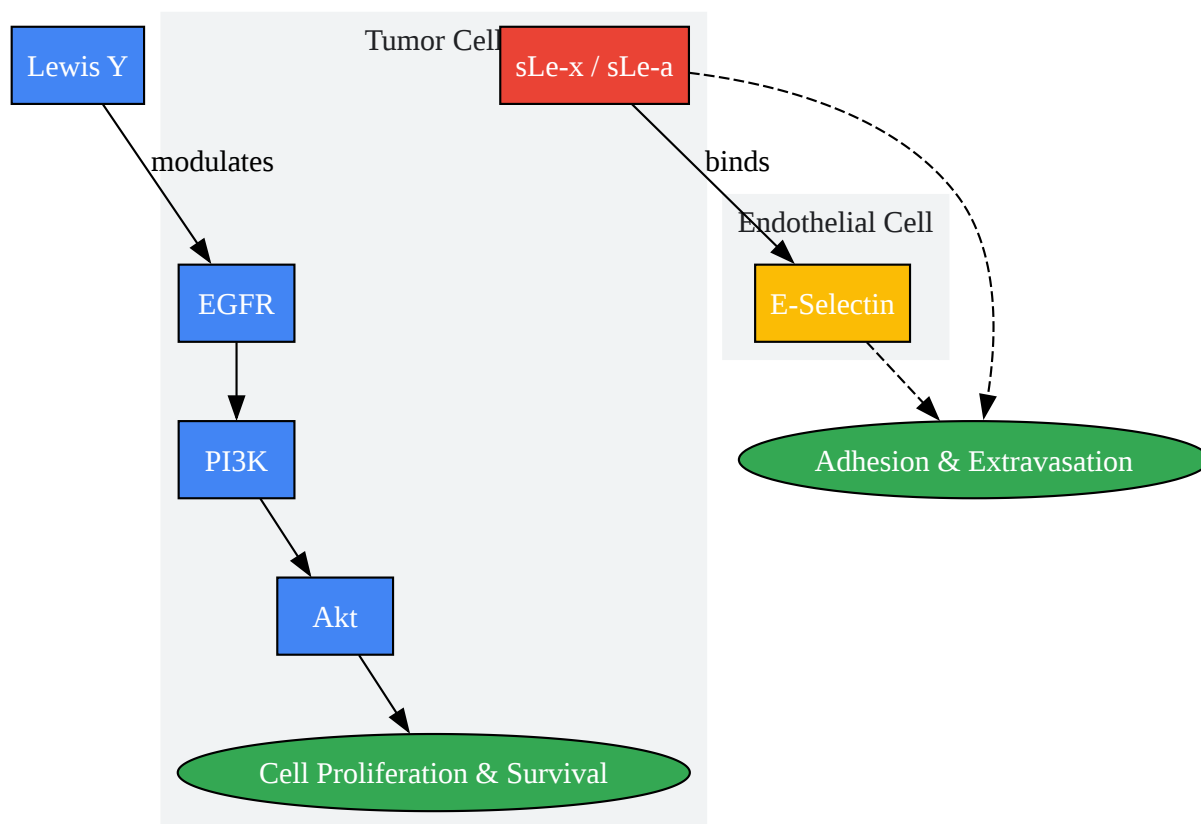 Tumor Cell
Lewis Y
sLe-x / sLe-a
modulates
binds
Endothelial Cell
EGFR
E-Selectin
PI3K
Adhesion & Extravasation
Akt
Cell Proliferation & Survival